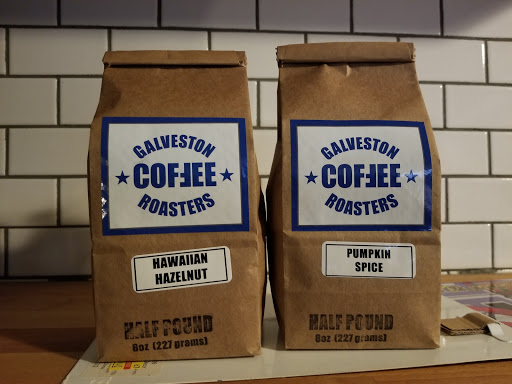 GALVESTON
COFFEE
ROASTERS
HAWAIIAN
HAZELNUT
HALF POUND
8oz (227 grams)
GALVESTON
COFFEE
ROASTERS
PUMPKIN
SPICE
HALF POUND
8oz (227 grams)